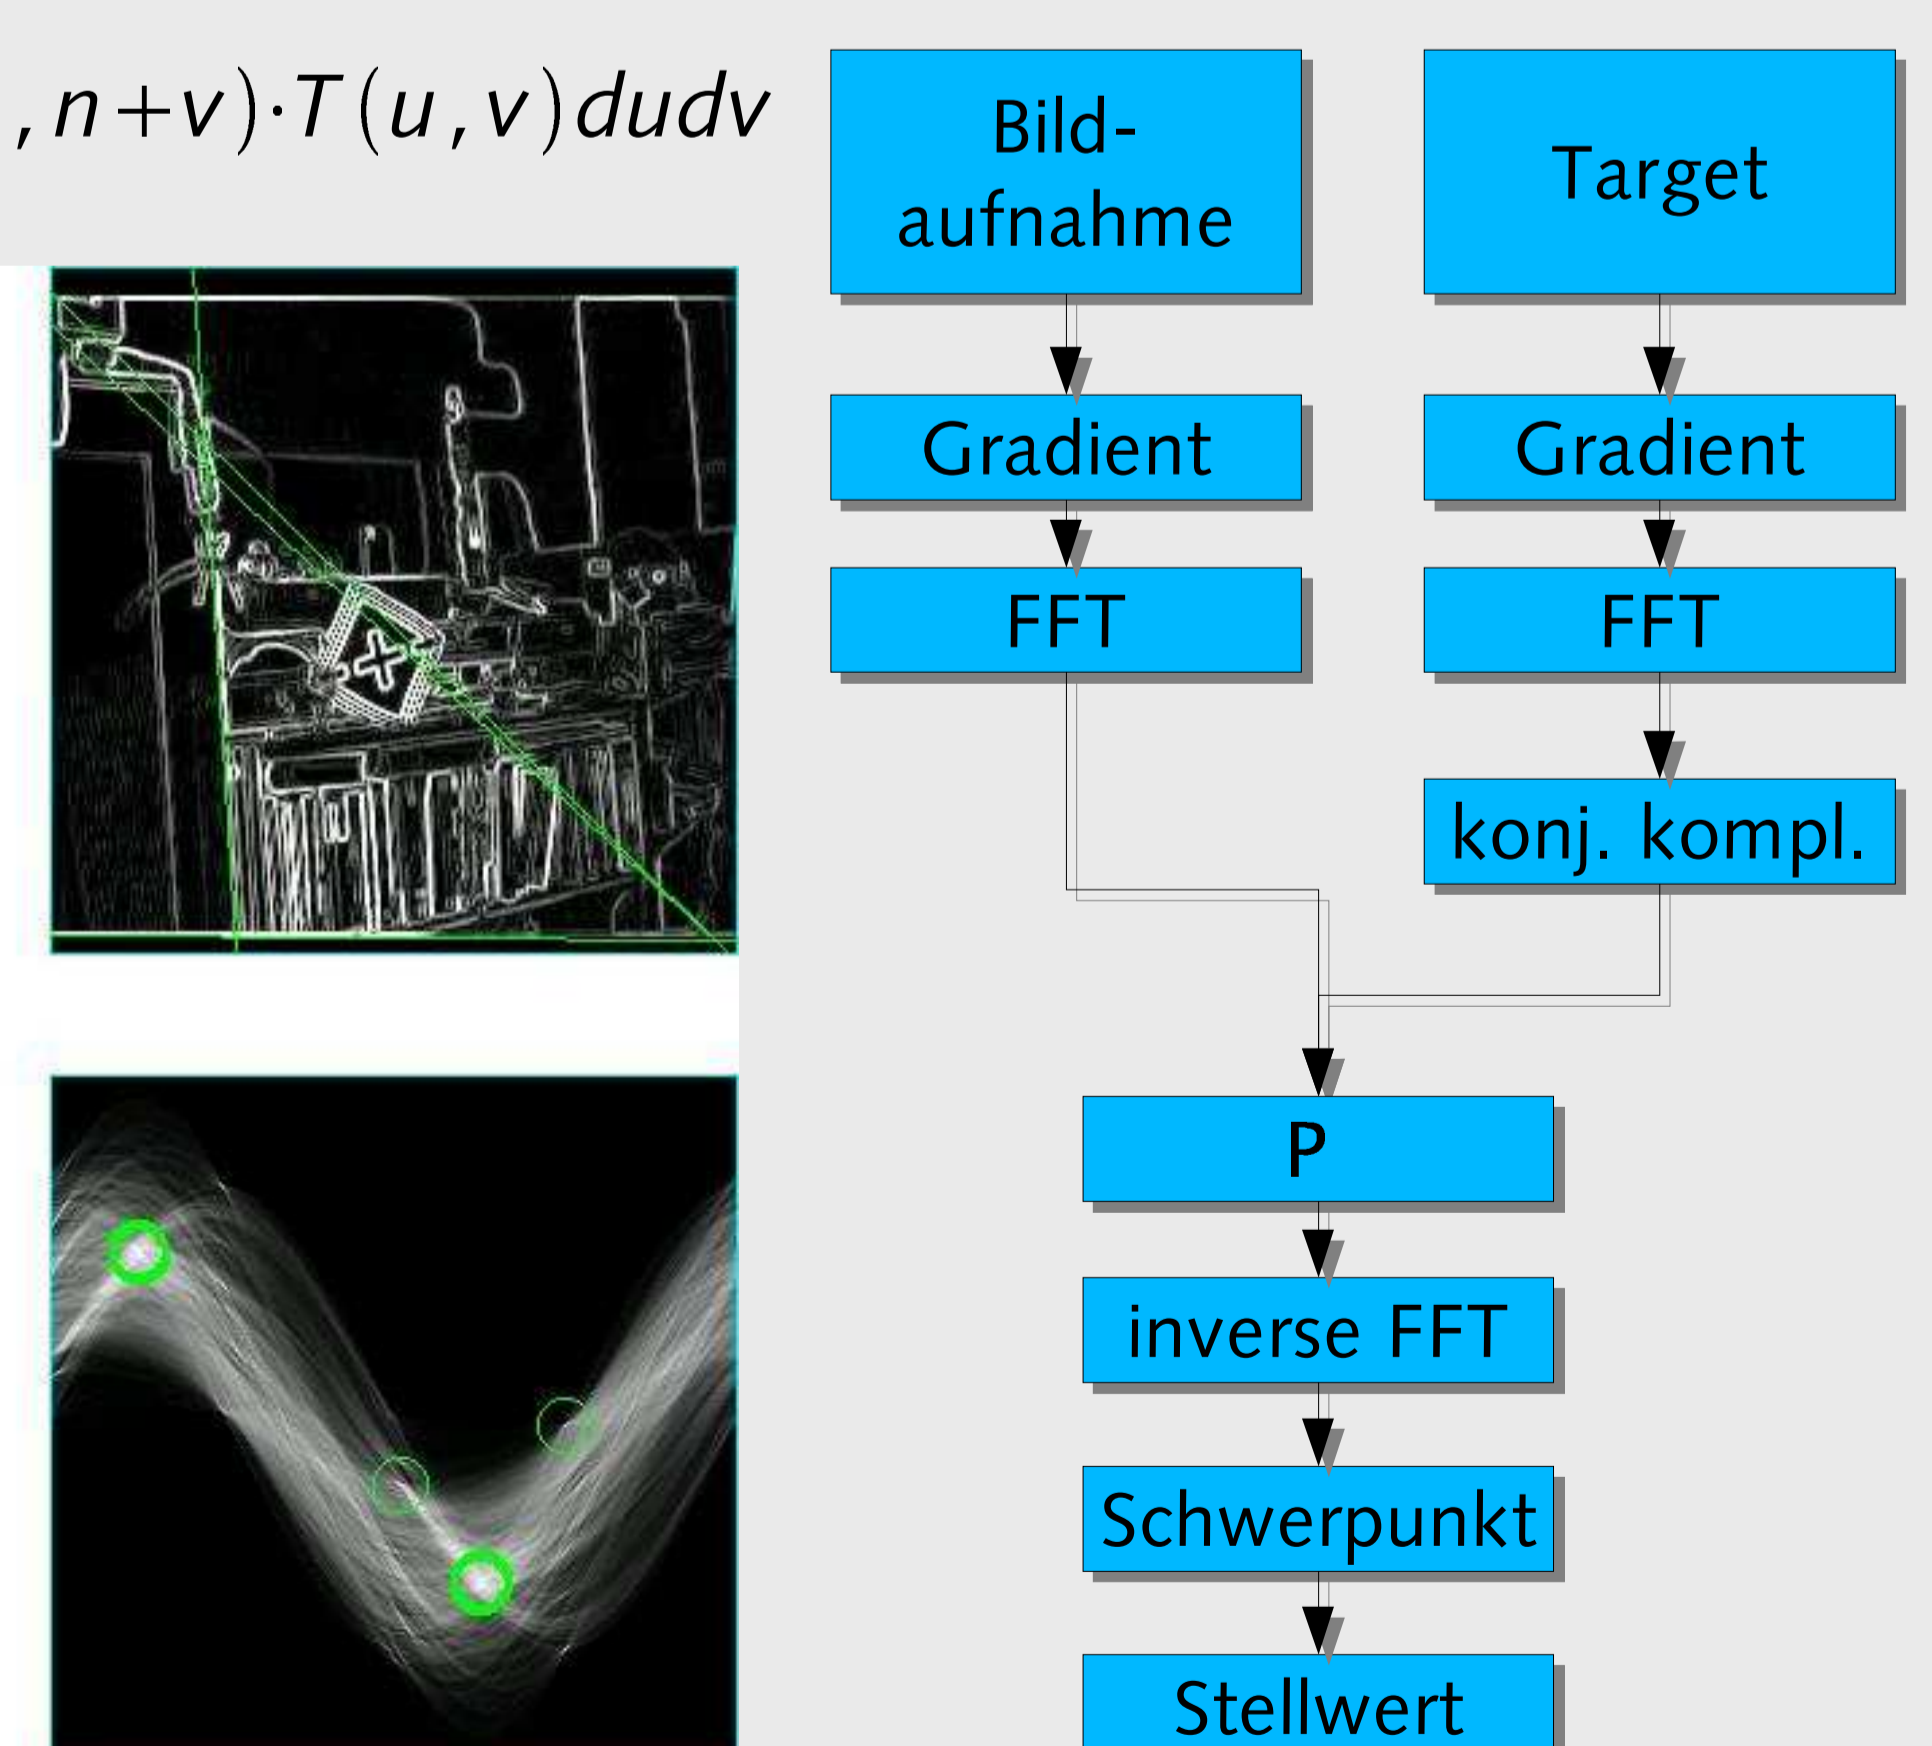 ,n+v)·T(u,v)dudv
Bild-
aufnahme
Target
Gradient
Gradient
FFT
FFT
konj. kompl.
P
inverse FFT
Schwerpunkt
Stellwert